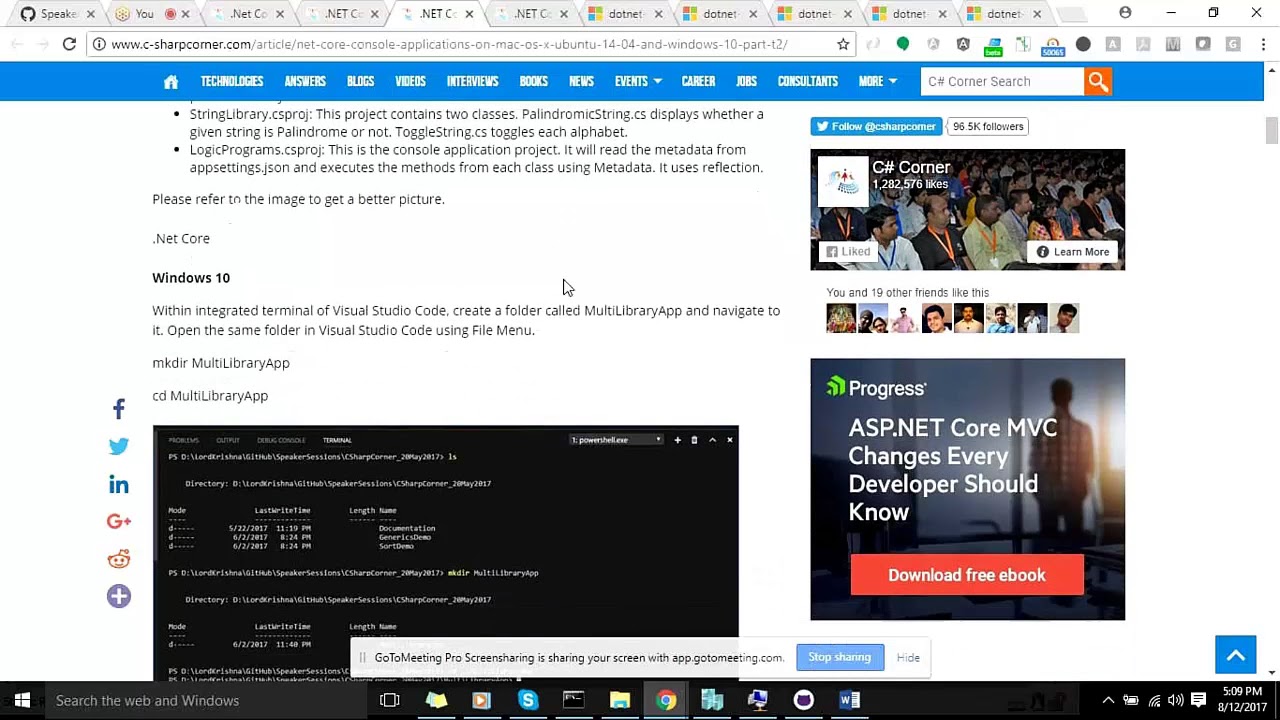 Speake
You
.Net C
.NET C
.NET C
dotnet-
dotnet-
dotnet-
dotnet-
dotnet-
www.c-sharpcorner.com/article/net-core-console-applications-on-mac-os-x-ubuntu-14-04-and-windows-10-part-t2/
beta
50065
TECHNOLOGIES ANSWERS BLOGS VIDEOS INTERVIEWS BOOKS NEWS EVENTS CAREER JOBS CONSULTANTS MORE
C# Corner Search
StringLibrary.csproj: This project contains two classes. PalindromicString.cs displays whether a
given string is Palindrome or not. ToggleString.cs toggles each alphabet.
LogicPrograms.csproj: This is the console application project. It will read the metadata from
appsettings.json and executes the methods from each class using Metadata. It uses reflection.
Please refer to the image to get a better picture.
.Net Core
Windows 10
Within integrated terminal of Visual Studio Code, create a folder called MultiLibraryApp and navigate to
it. Open the same folder in Visual Studio Code using File Menu.
mkdir MultiLibraryApp
cd MultiLibraryApp
PROBLEMS OUTPUT DEBUG CONSOLE TERMINAL 1: powershell.exe
PS D:\LordKrishna\GitHub\SpeakerSessions\CSharpCorner_20May2017> ls
Directory: D:\LordKrishna\GitHub\SpeakerSessions\CSharpCorner_20May2017
Mode LastWriteTime Length Name
---- ------------- ------ ----
d----- 5/22/2017 11:19 PM Documentation
d----- 6/2/2017 8:24 PM GenericsDemo
d----- 6/2/2017 8:24 PM SortDemo
PS D:\LordKrishna\GitHub\SpeakerSessions\CSharpCorner_20May2017> mkdir MultiLibraryApp
Directory: D:\LordKrishna\GitHub\SpeakerSessions\CSharpCorner_20May2017
Mode LastWriteTime Length Name
d----- 6/2/2017 11:40 PM
Follow @csharpcorner 96.5K followers
C# Corner
1,282,576 likes
Liked
Learn More
You and 19 other friends like this
Progress
ASP.NET Core MVC
Changes Every
Developer Should
Know
Download free ebook
GoToMeeting Pro Screensharing is sharing your screen with app.gotomeeting.com. Stop sharing Hide
Search the web and Windows
5:09 PM
8/12/2017